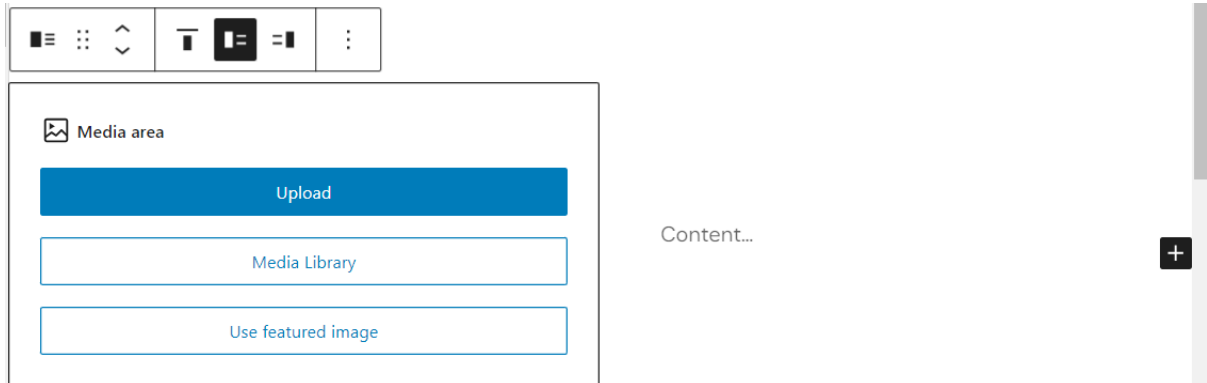 Media area
Upload
Content...
Media Library
Use featured image